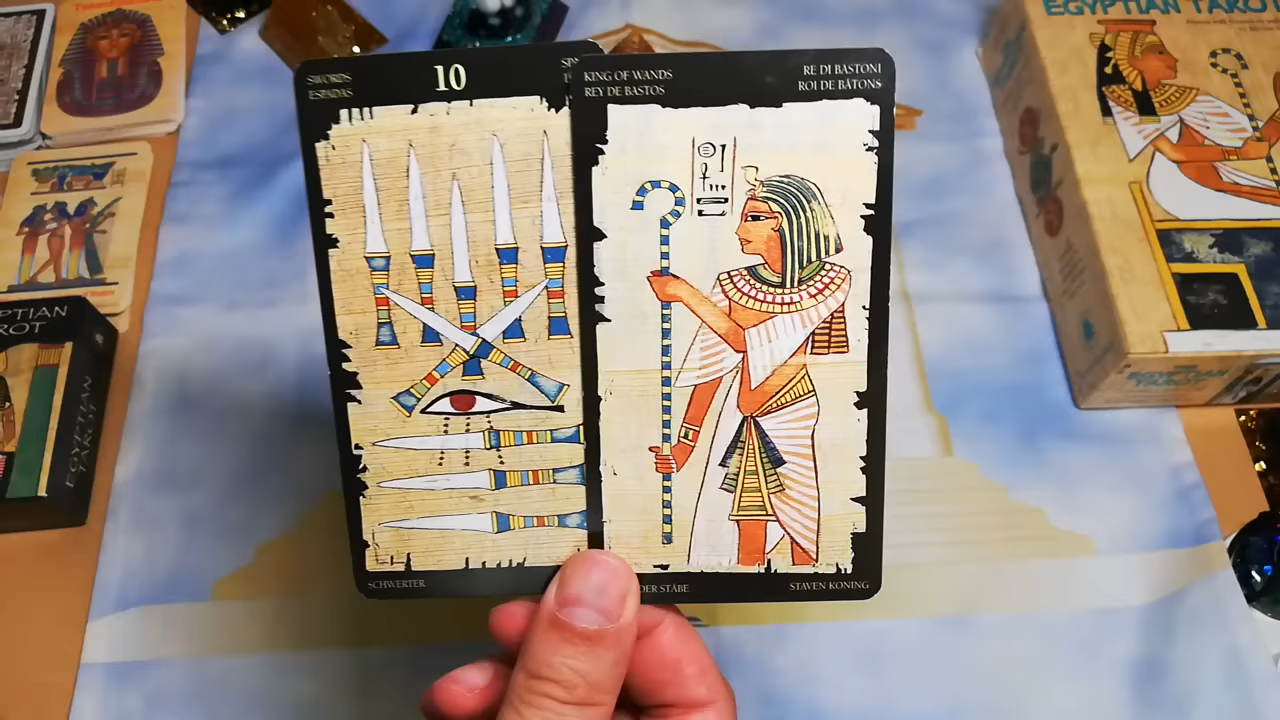 SWORDS
ESPADAS
10
KING OF WANDS
REY DE BASTOS
RE DI BASTONI
ROI DE BÂTONS
SCHWERTER
DER STÄBE
STAVEN KONING
EGYPTIAN TAROT
EGYPTIAN
TAROT